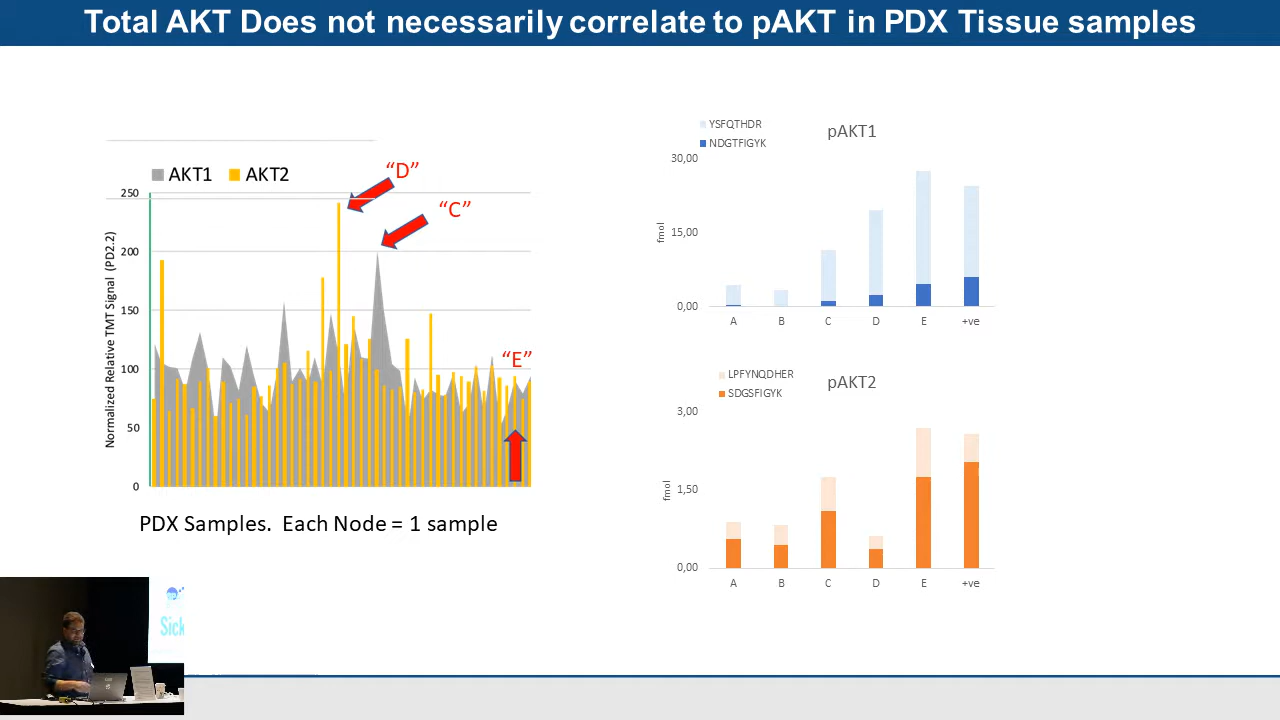 Total AKT Does not necessarily correlate to pAKT in PDX Tissue samples
AKT1 AKT2
"D"
"C"
"E"
Normalized Relative TMT Signal (PD2.2)
250
200
150
100
50
0
PDX Samples. Each Node = 1 sample
YSFQTHDR
NDGTFIGYK
pAKT1
30,00
15,00
0,00
fmol
A B C D E +ve
LPFYNQDHER
SDGSFIGYK
pAKT2
3,00
1,50
0,00
fmol
A B C D E +ve
Sick